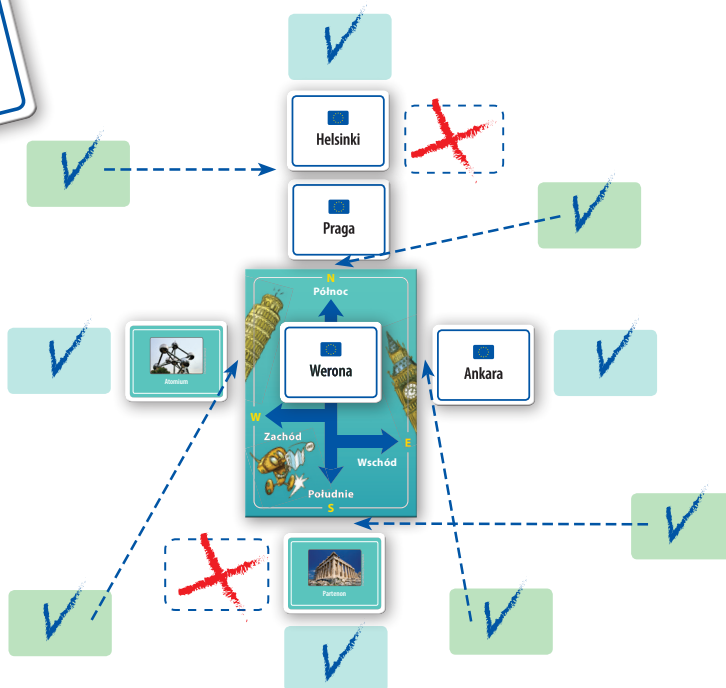 Helsinki
Praga
N
Północ
Atomium
Werona
Ankara
W
Zachód
E
Wschód
Południe
S
Partenon